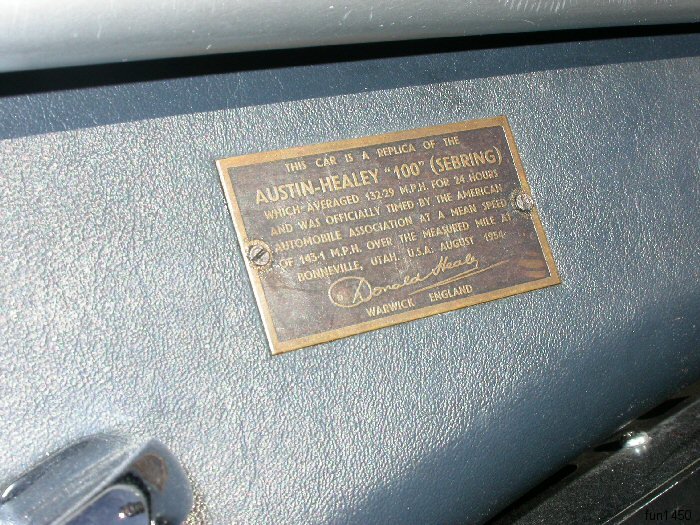 THIS CAR IS A REPLICA OF THE
AUSTIN-HEALEY "100" (SEBRING)
WHICH AVERAGED 132·29 M.P.H. FOR 24 HOURS
AND WAS OFFICIALLY TIMED BY THE AMERICAN
AUTOMOBILE ASSOCIATION AT A MEAN SPEED
OF 143·1 M.P.H. OVER THE MEASURED MILE AT
BONNEVILLE, UTAH. U.S.A. AUGUST 1954·
Donald Healey
WARWICK ENGLAND
fun1450